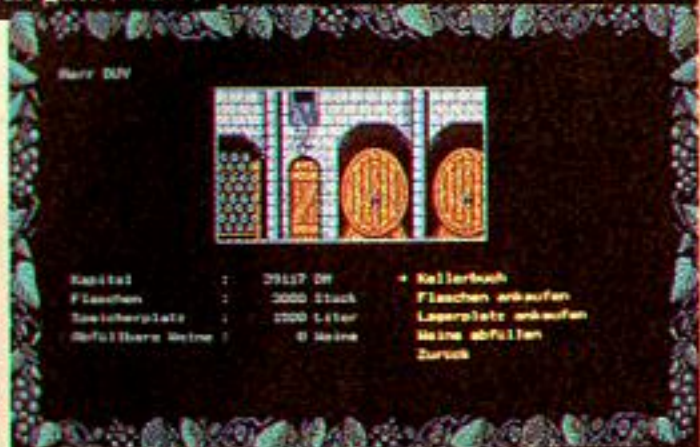 Herr
Kapital : DM
Flaschen : 3000 Stück
Speicherplatz : Liter
Abfüllbare Weine : 0 Weine
+ Kellerbuch
Flaschen ankaufen
Lagerplatz ankaufen
Weine abfüllen
Zurück